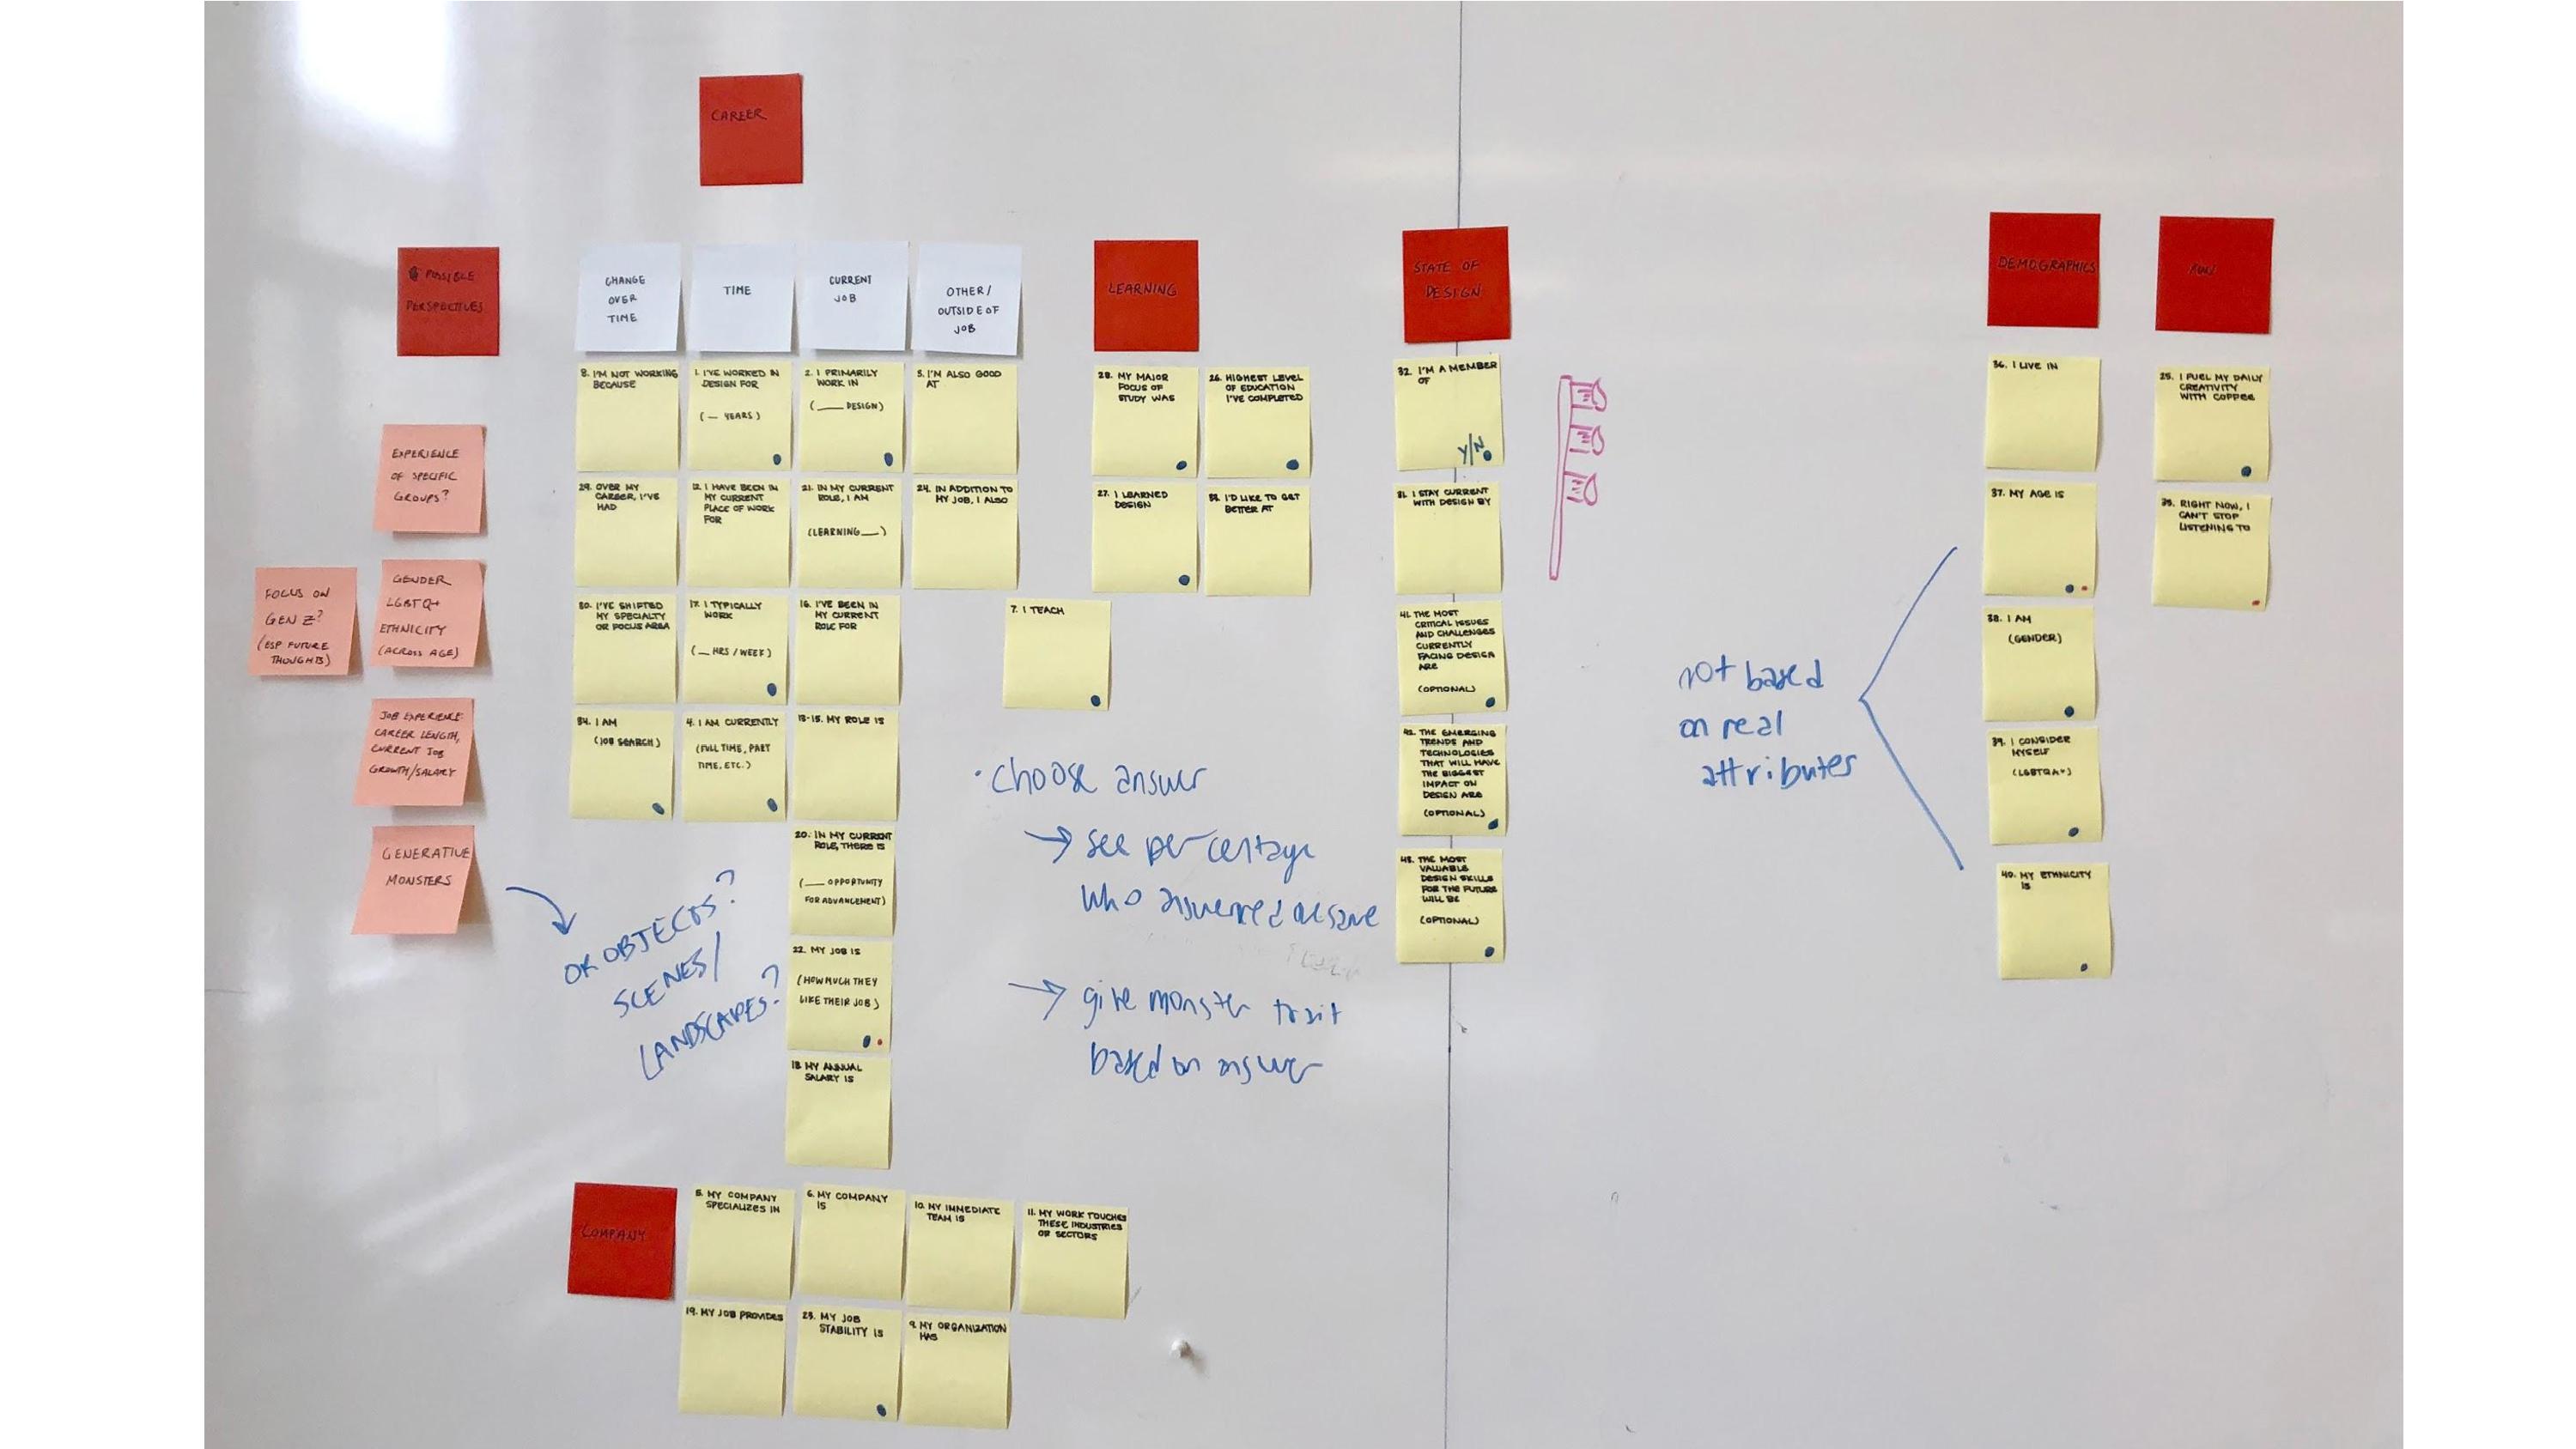 CAREER
POSSIBLE
PERSPECTIVES
EXPERIENCE
OF SPECIFIC
GROUPS?
FOCUS ON
GEN Z?
(ESP FUTURE
THOUGHTS)
GENDER
LGBTQ+
ETHNICITY
(ACROSS AGE)
JOB EXPERIENCE:
CAREER LENGTH,
CURRENT JOB
GROWTH/SALARY
GENERATIVE
MONSTERS
OR OBJECTS?
SCENES/
LANDSCAPES?
CHANGE
OVER
TIME
8. I'M NOT WORKING
BECAUSE
29. OVER MY
CAREER, I'VE
HAD
30. I'VE SHIFTED
MY SPECIALTY
OR FOCUS AREA
34. I AM
(JOB SEARCH)
TIME
1. I'VE WORKED IN
DESIGN FOR
(— YEARS)
12. I HAVE BEEN IN
MY CURRENT
PLACE OF WORK
FOR
17. I TYPICALLY
WORK
(__ HRS / WEEK)
4. I AM CURRENTLY
(FULL TIME, PART
TIME, ETC.)
CURRENT
JOB
2. I PRIMARILY
WORK IN
(___ DESIGN)
21. IN MY CURRENT
ROLE, I AM
(LEARNING___)
16. I'VE BEEN IN
MY CURRENT
ROLE FOR
13-15. MY ROLE IS
20. IN MY CURRENT
ROLE, THERE IS
(___ OPPORTUNITY
FOR ADVANCEMENT)
22. MY JOB IS
(HOW MUCH THEY
LIKE THEIR JOB)
18. MY ANNUAL
SALARY IS
OTHER/
OUTSIDE OF
JOB
3. I'M ALSO GOOD
AT
24. IN ADDITION TO
MY JOB, I ALSO
7. I TEACH
LEARNING
28. MY MAJOR
FOCUS OF
STUDY WAS
26. HIGHEST LEVEL
OF EDUCATION
I'VE COMPLETED
27. I LEARNED
DESIGN
33. I'D LIKE TO GET
BETTER AT
· choose answer
→ see percentage
who answered same
→ give monster trait
based on answer
STATE OF
DESIGN
32. I'M A MEMBER
OF
Y/N
31. I STAY CURRENT
WITH DESIGN BY
41. THE MOST
CRITICAL ISSUES
AND CHALLENGES
CURRENTLY
FACING DESIGN
ARE
(OPTIONAL)
42. THE EMERGING
TRENDS AND
TECHNOLOGIES
THAT WILL HAVE
THE BIGGEST
IMPACT ON
DESIGN ARE
(OPTIONAL)
43. THE MOST
VALUABLE
DESIGN SKILLS
FOR THE FUTURE
WILL BE
(OPTIONAL)
not based
on real
attributes
DEMOGRAPHICS
36. I LIVE IN
37. MY AGE IS
38. I AM
(GENDER)
39. I CONSIDER
MYSELF
(LGBTQA+)
40. MY ETHNICITY
IS
FUN
25. I FUEL MY DAILY
CREATIVITY
WITH COFFEE
35. RIGHT NOW, I
CAN'T STOP
LISTENING TO
COMPANY
5. MY COMPANY
SPECIALIZES IN
6. MY COMPANY
IS
10. MY IMMEDIATE
TEAM IS
11. MY WORK TOUCHES
THESE INDUSTRIES
OR SECTORS
19. MY JOB PROVIDES
23. MY JOB
STABILITY IS
9. MY ORGANIZATION
HAS